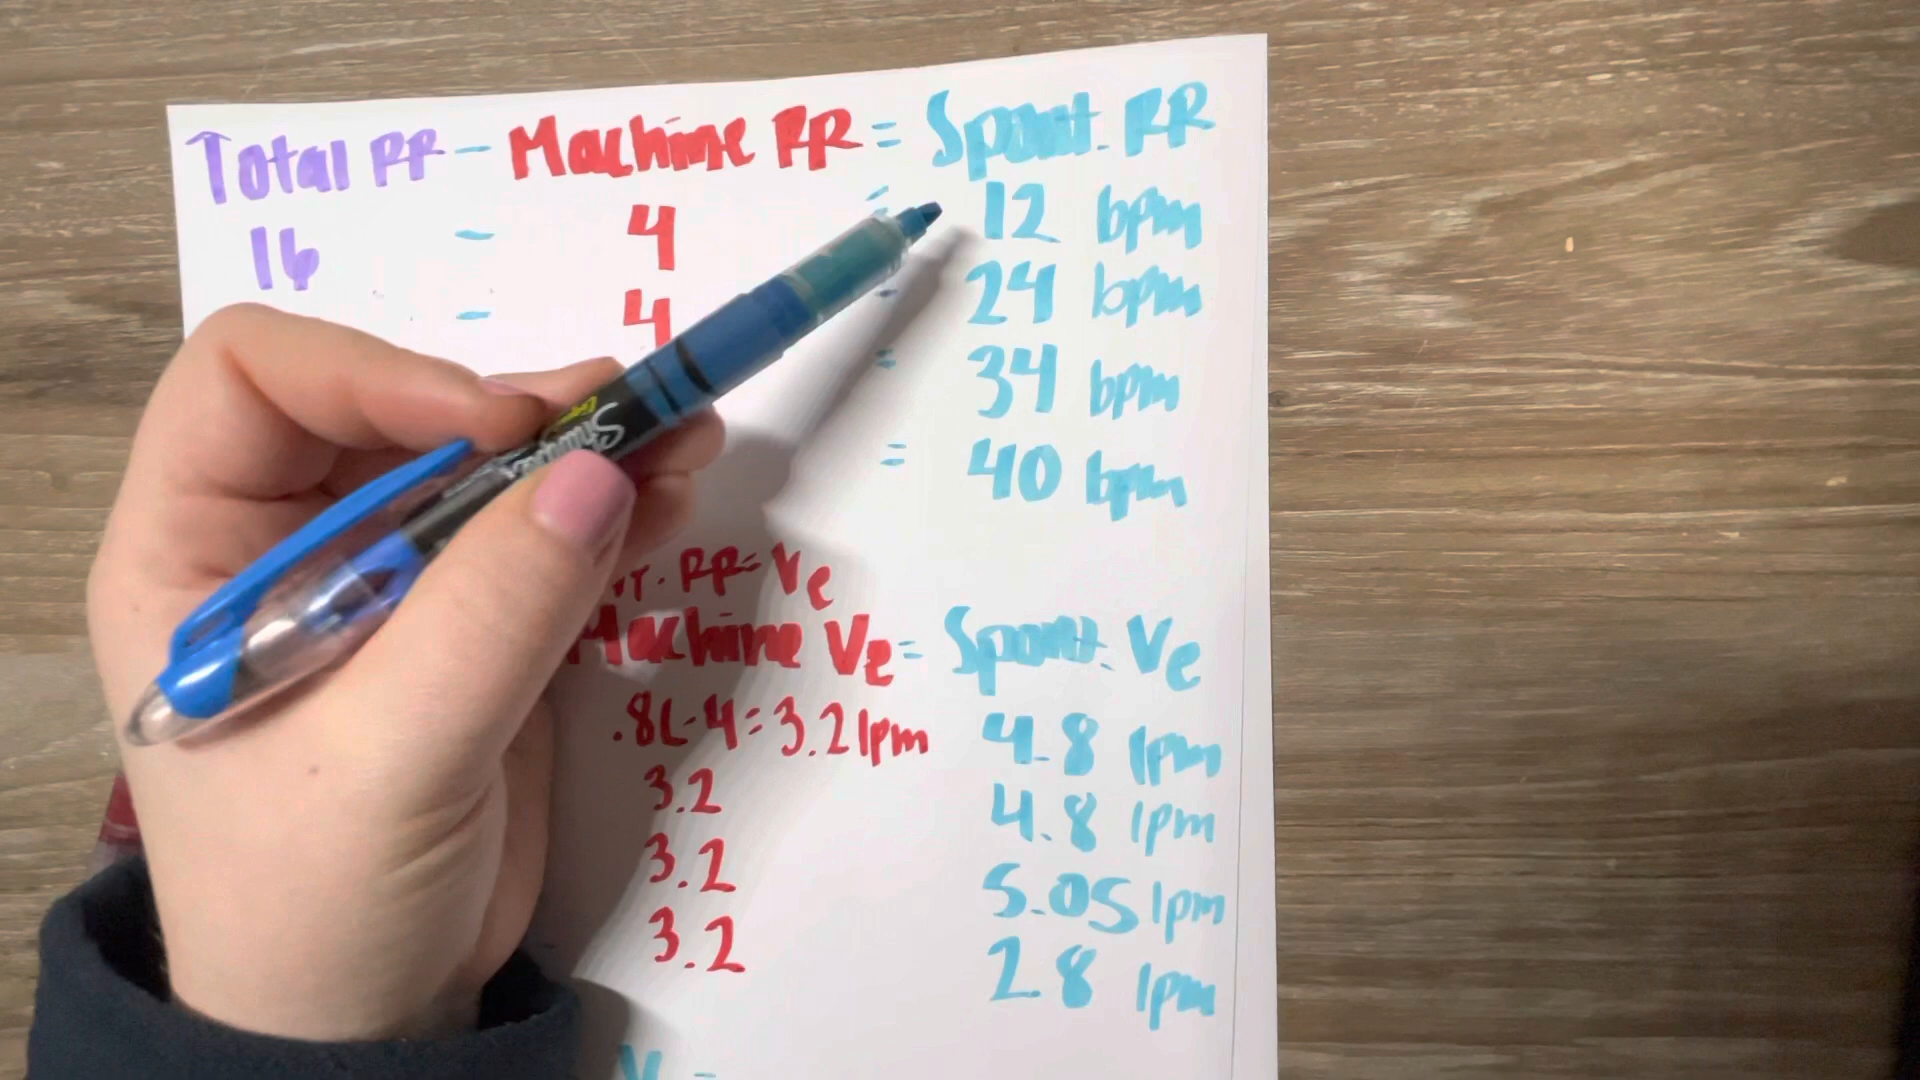 Total RR - Machine RR = Spont. RR
16 - 4 = 12 bpm
- 4 = 24 bpm
= 34 bpm
= 40 bpm
RR = Ve
Machine Ve = Spont. Ve
.8L · 4 = 3.2 lpm 4.8 lpm
3.2 4.8 lpm
3.2 5.05 lpm
3.2 2.8 lpm